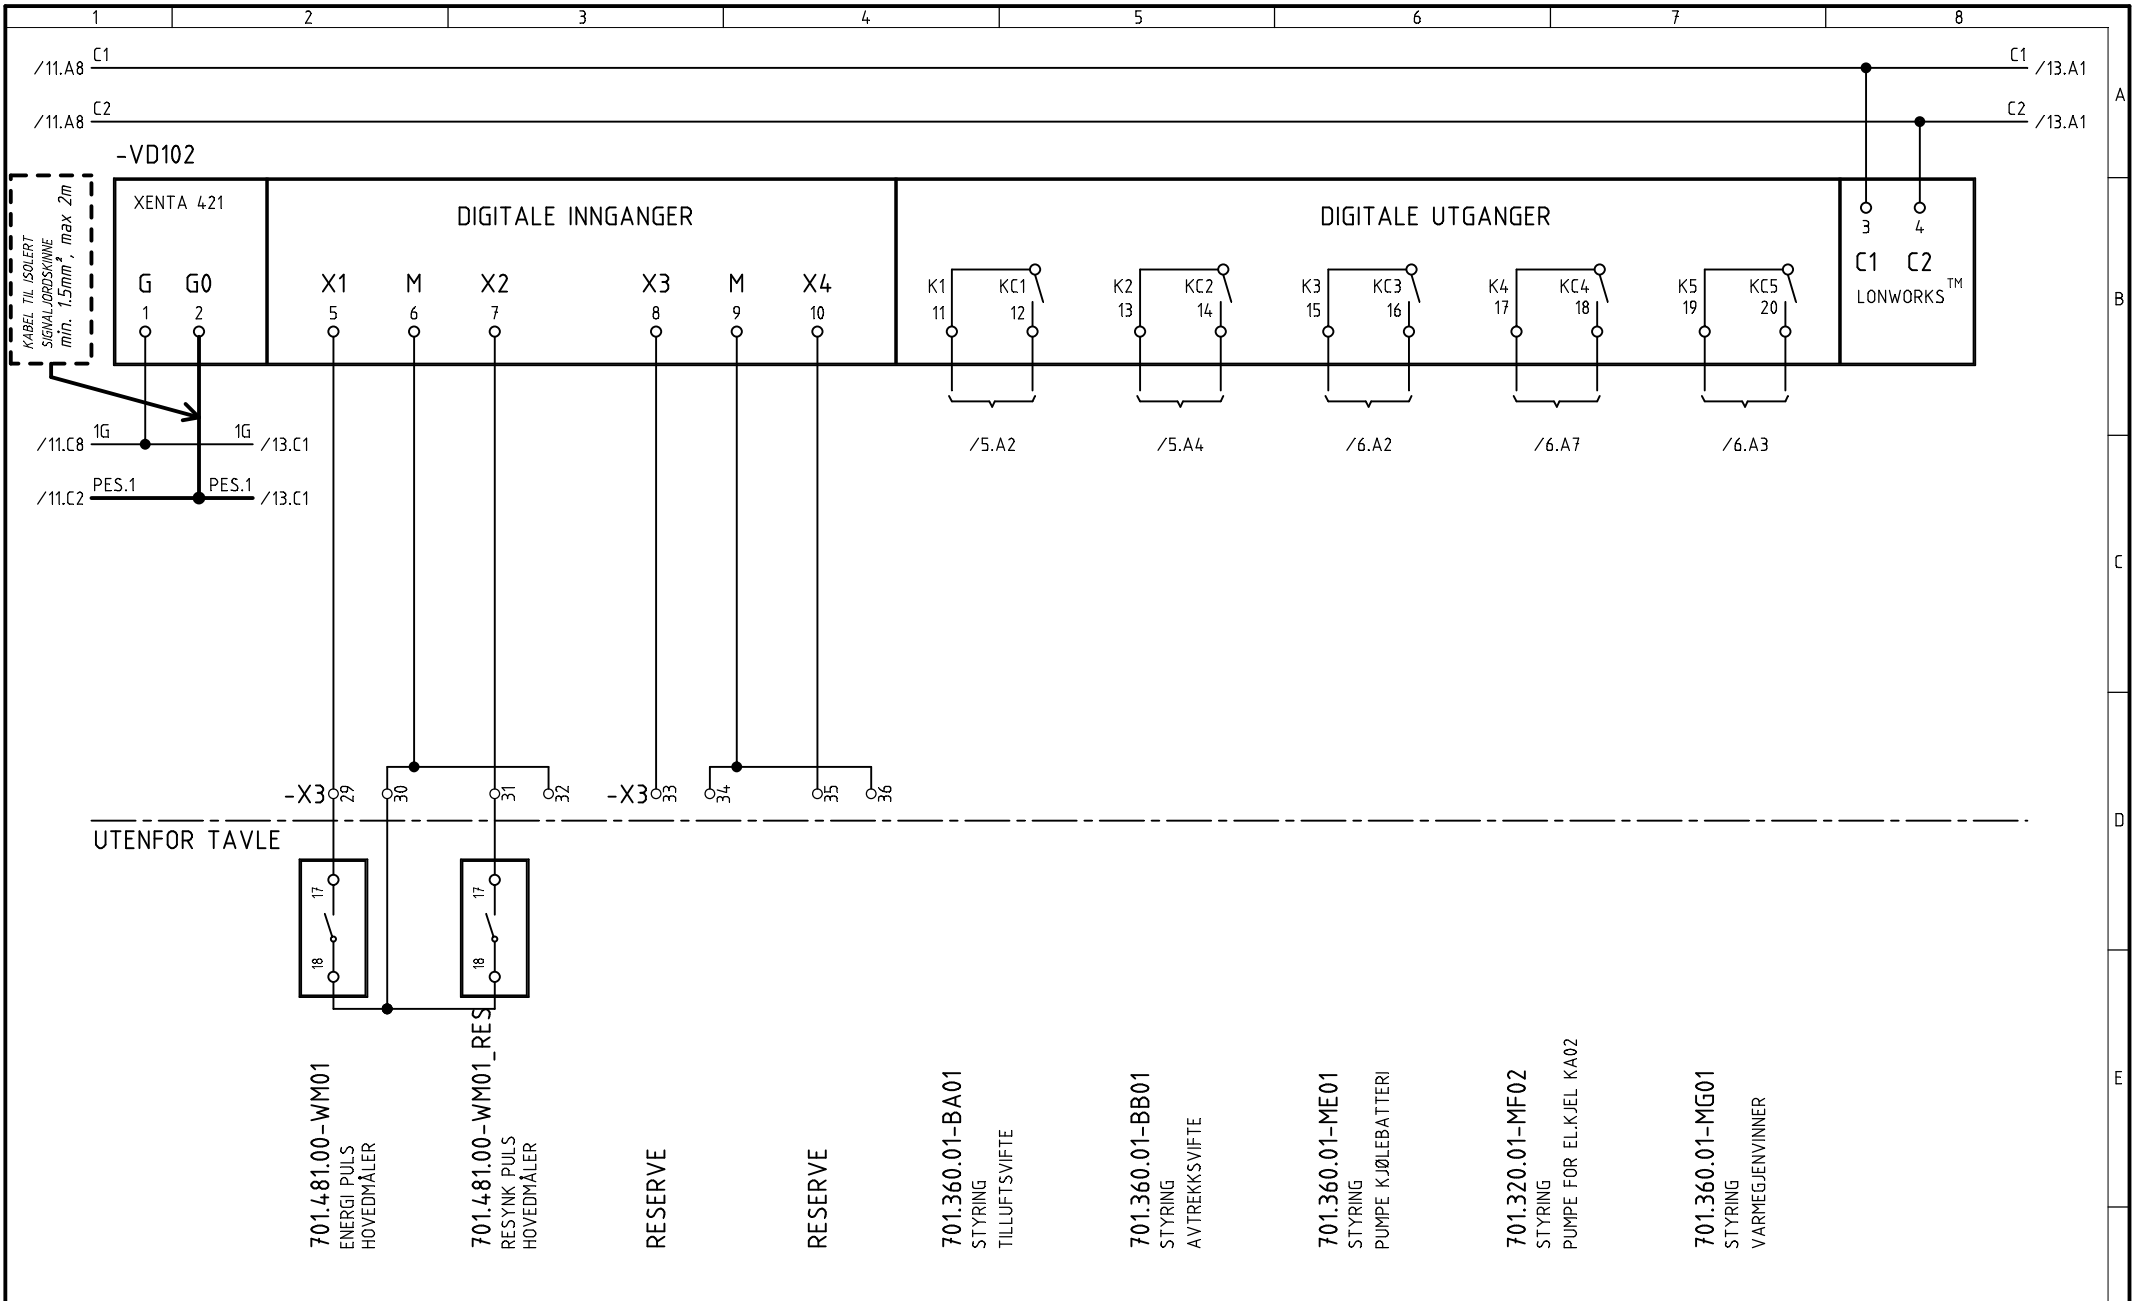 1 2 3 4 5 6 7 8
C1 C1
/11.A8 /13.A1
A
C2 C2
/11.A8 /13.A1
-VD102
KABEL TIL ISOLERT
SIGNALJORDSKINNE
min. 1.5mm², max 2m
XENTA 421
DIGITALE INNGANGER
DIGITALE UTGANGER
3 4
C1 C2
LONWORKS™
G G0 X1 M X2 X3 M X4
1 2 5 6 7 8 9 10
K1 KC1 K2 KC2 K3 KC3 K4 KC4 K5 KC5
11 12 13 14 15 16 17 18 19 20
B
1G 1G
/11.C8 /13.C1
/5.A2 /5.A4 /6.A2 /6.A7 /6.A3
PES.1 PES.1
/11.C2 /13.C1
C
-X3 29 30 31 32 -X3 33 34 35 36
D
UTENFOR TAVLE
17 17
18 18
E
701.481.00-WM01
ENERGI PULS
HOVEDMÅLER
701.481.00-WM01_RES
RESYNK PULS
HOVEDMÅLER
RESERVE
RESERVE
701.360.01-BA01
STYRING
TILLUFTSVIFTE
701.360.01-BB01
STYRING
AVTREKKSVIFTE
701.360.01-ME01
STYRING
PUMPE KJØLEBATTERI
701.320.01-MF02
STYRING
PUMPE FOR EL.KJEL KA02
701.360.01-MG01
STYRING
VARMEGJENVINNER